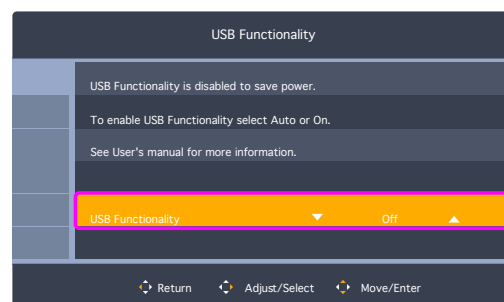 USB Functionality
USB Functionality is disabled to save power.
To enable USB Functionality select Auto or On.
See User's manual for more information.
USB Functionality Off
Return Adjust/Select Move/Enter